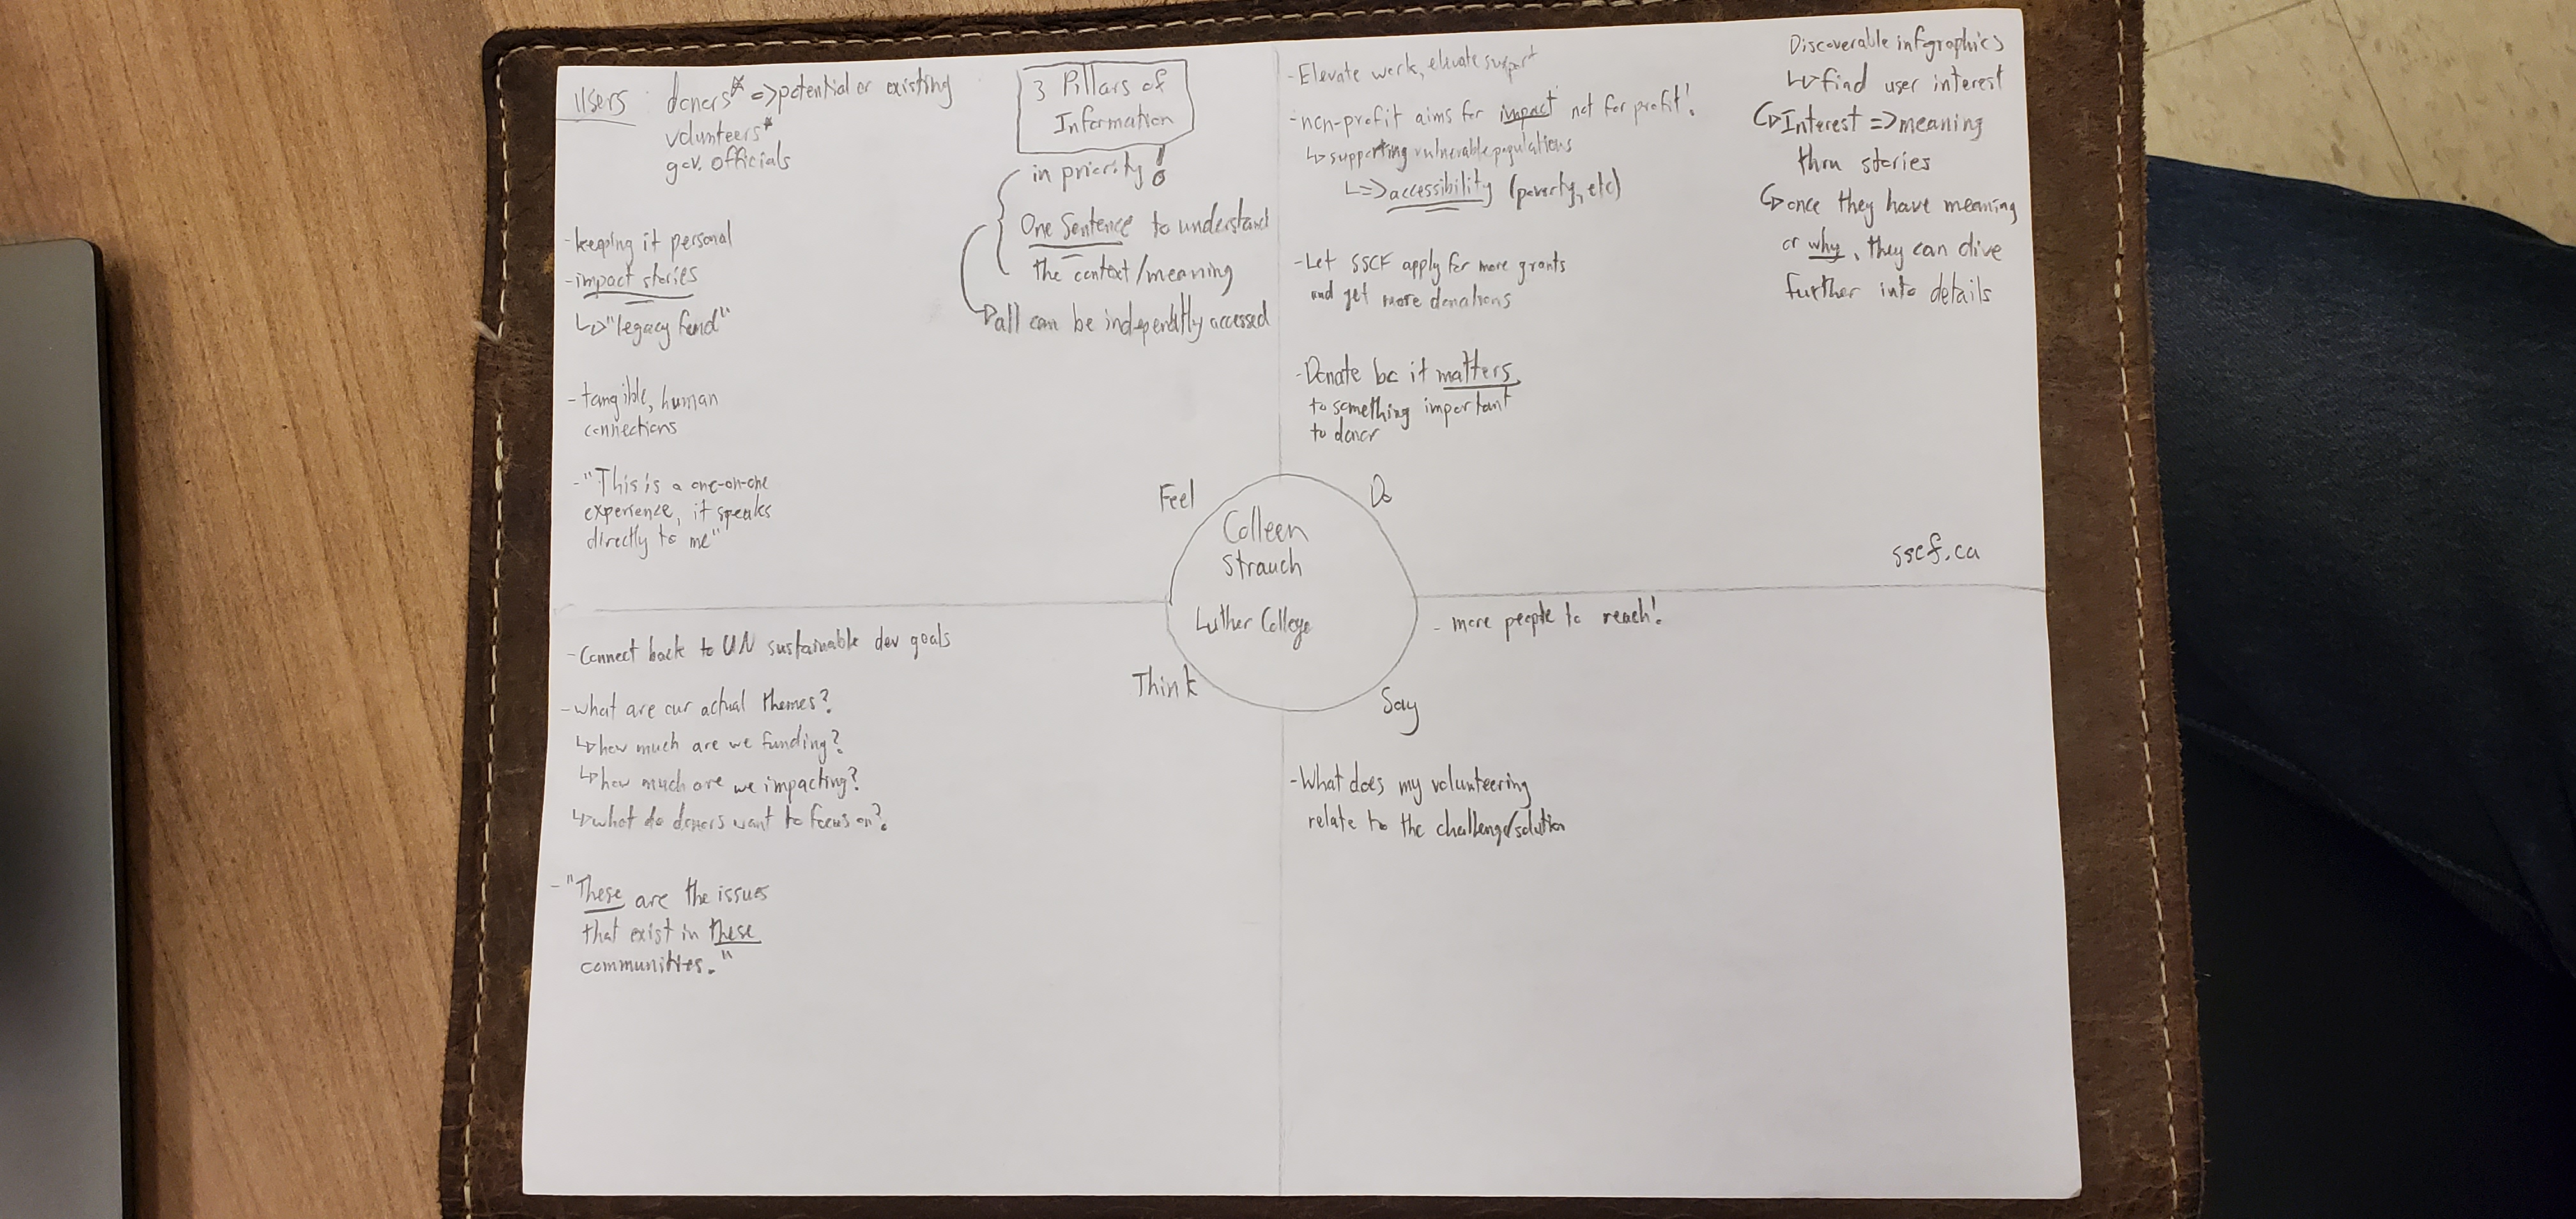 Users donors* => potential or existing
volunteers*
gov. officials
-keeping it personal
-impact stories
↳"legacy fund"
-tangible, human
connections
-"This is a one-on-one
experience, it speaks
directly to me"
3 Pillars of
Information
in priority!
One Sentence to understand
the context/meaning
↳all can be independitly accessed
Feel
-Elevate work, elevate support
-non-profit aims for impact not for profit!
↳supporting vulnerable populations
↳=>accessibility (poverty, etc)
-Let SSCF apply for more grants
and get more donations
-Donate bc it matters
to something important
to donor
Do
Discoverable infographics
↳find user interest
↳Interest => meaning
thru stories
↳once they have meaning
or why, they can dive
further into details
sscf.ca
Colleen
Strauch
Luther College
-Connect back to UN sustainable dev goals
-what are our actual themes?
↳how much are we funding?
↳how much are we impacting?
↳what do donors want to focus on?
-"These are the issues
that exist in these
communities."
Think
- more people to reach!
Say
-What does my volunteering
relate to the challenge/solution